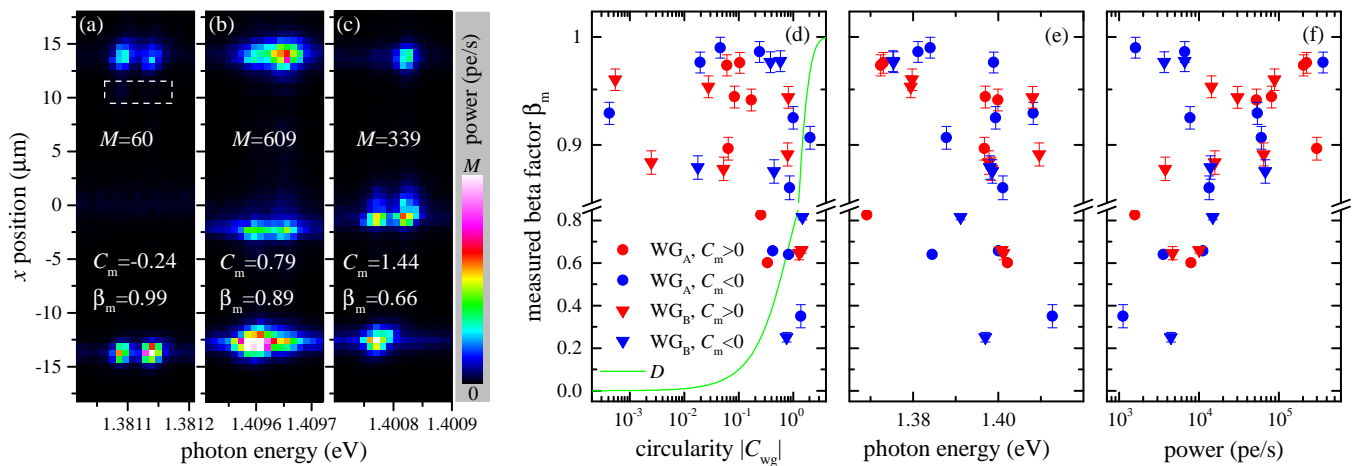 (a)
(b)
(c)
15
10
5
0
-5
-10
-15
x position (μm)
M=60
M=609
M=339
C_m=-0.24
β_m=0.99
C_m=0.79
β_m=0.89
C_m=1.44
β_m=0.66
1.3811 1.3812
1.4096 1.4097
1.4008 1.4009
photon energy (eV)
power (pe/s)
M
0
measured beta factor β_m
1
0.9
0.8
0.6
0.4
0.2
0.0
(d)
WG_A, C_m>0
WG_A, C_m<0
WG_B, C_m>0
WG_B, C_m<0
D
10^-3 10^-2 10^-1 10^0
circularity |C_wg|
(e)
1.38 1.40
photon energy (eV)
(f)
10^3 10^4 10^5
power (pe/s)